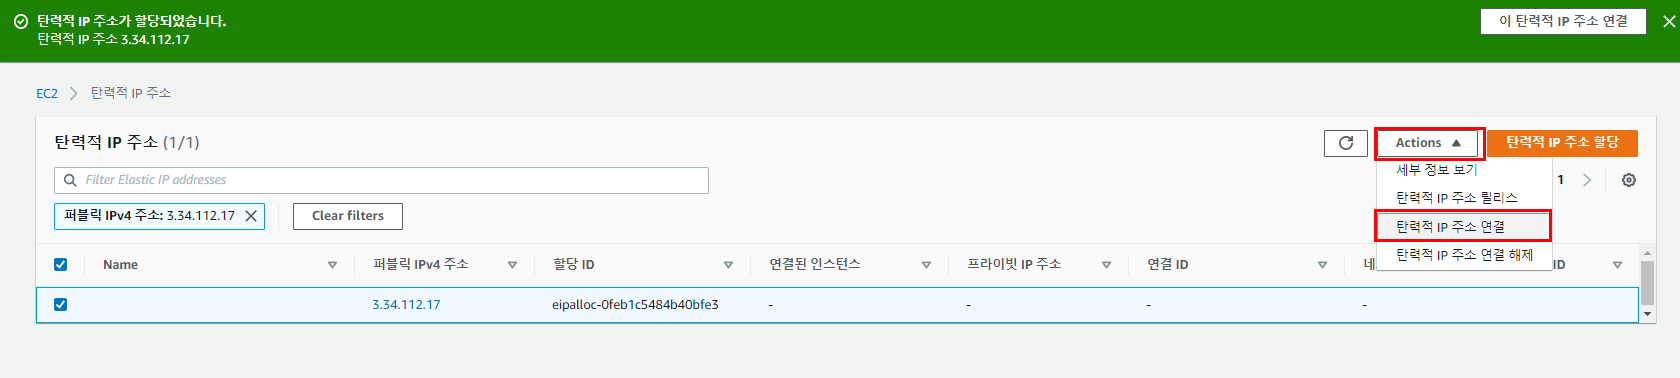 탄력적 IP 주소가 할당되었습니다.
탄력적 IP 주소 3.34.112.17
이 탄력적 IP 주소 연결
EC2 탄력적 IP 주소
탄력적 IP 주소 (1/1)
Actions
탄력적 IP 주소 할당
Filter Elastic IP addresses
세부 정보 보기
1
탄력적 IP 주소 릴리스
탄력적 IP 주소 연결
탄력적 IP 주소 연결 해제
퍼블릭 IPv4 주소: 3.34.112.17
Clear filters
Name 퍼블릭 IPv4 주소 할당 ID 연결된 인스턴스 프라이빗 IP 주소 연결 ID 네 ID
3.34.112.17 eipalloc-0feb1c5484b40bfe3 - - - -